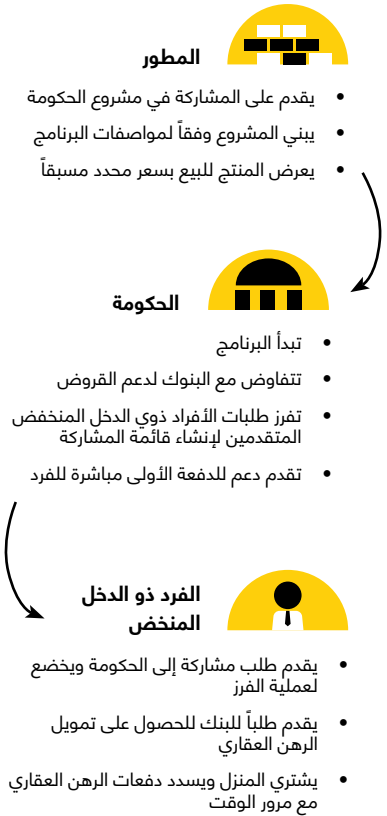 المطور
• يقدم على المشاركة في مشروع الحكومة
• يبني المشروع وفقاً لمواصفات البرنامج
• يعرض المنتج للبيع بسعر محدد مسبقاً
الحكومة
• تبدأ البرنامج
• تتفاوض مع البنوك لدعم القروض
• تفرز طلبات الأفراد ذوي الدخل المنخفض
المتقدمين لإنشاء قائمة المشاركة
• تقدم دعم للدفعة الأولى مباشرة للفرد
الفرد ذو الدخل
المنخض
• يقدم طلب مشاركة إلى الحكومة ويخضع
لعملية الفرز
• يقدم طلباً للبنك للحصول على تمويل
الرهن العقاري
• يشتري المنزل ويسدد دفعات الرهن العقاري
مع مرور الوقت